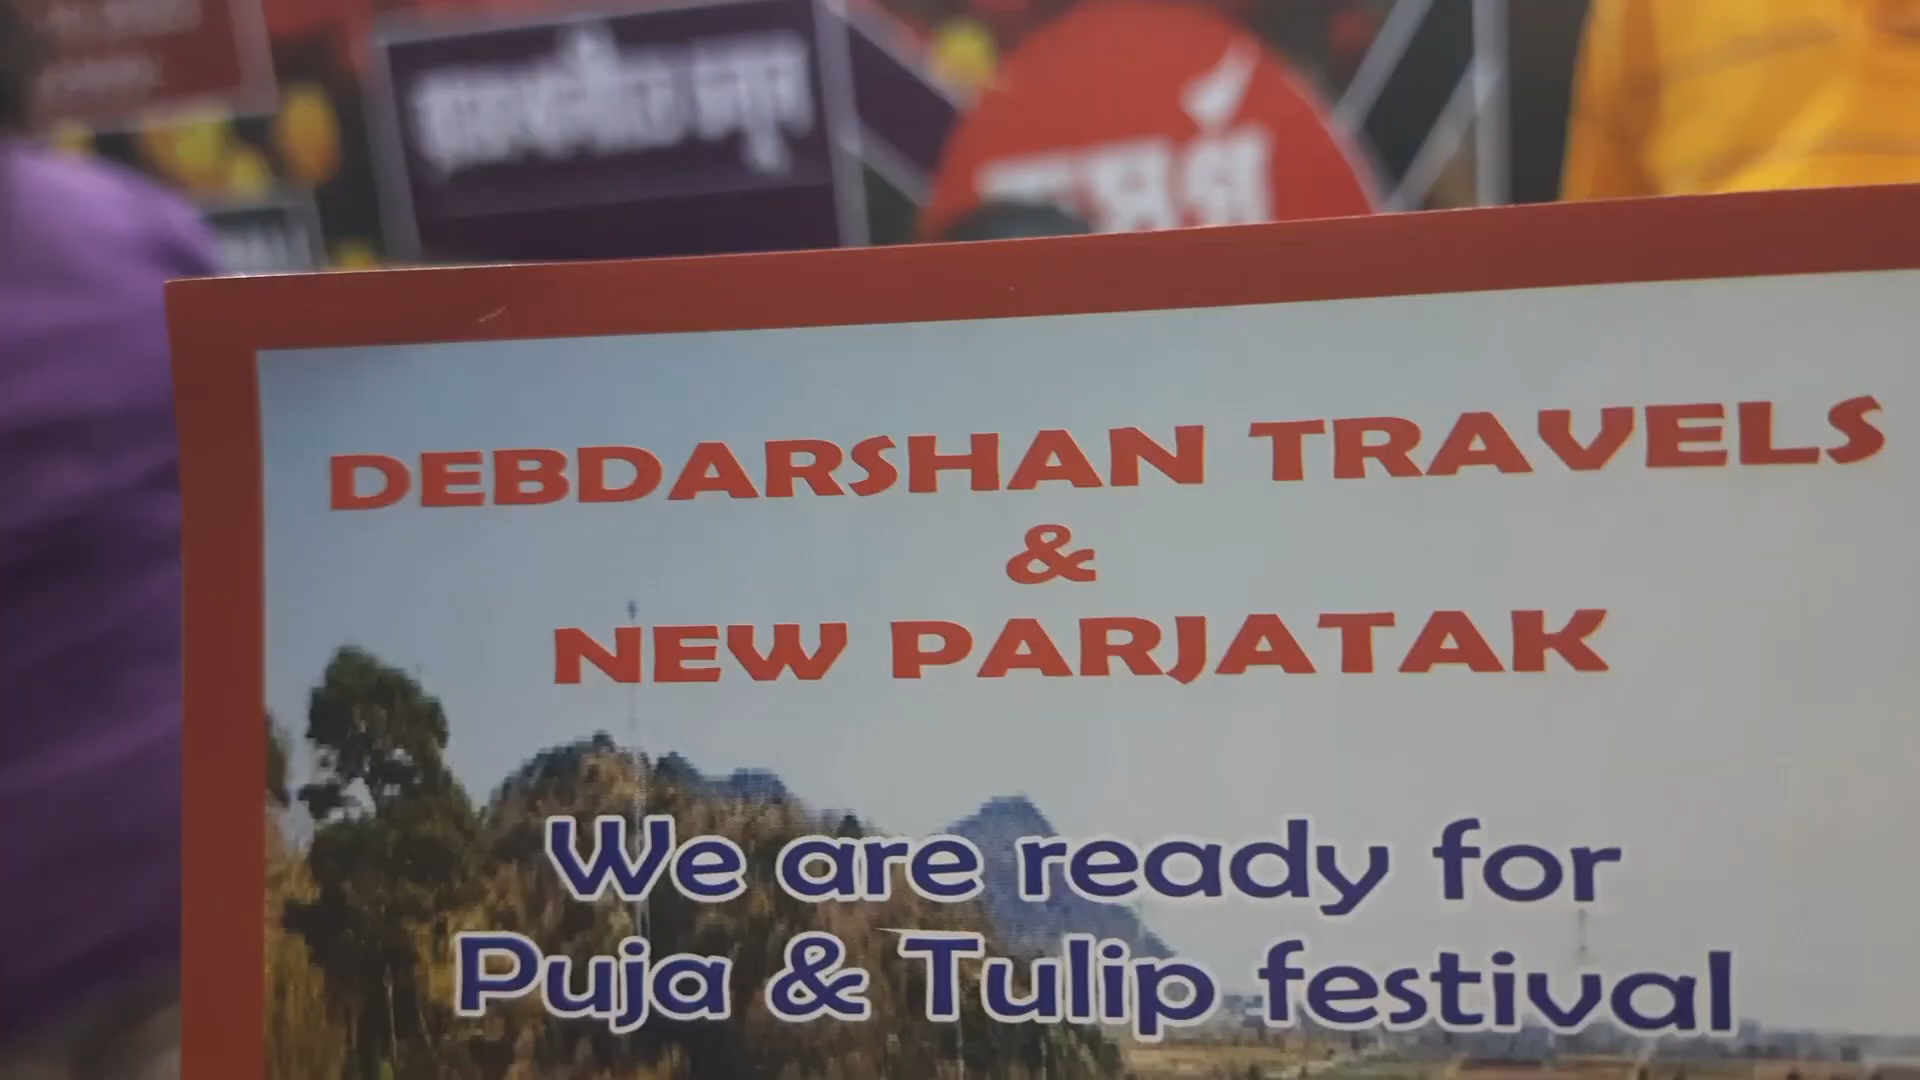 DEBDARSHAN TRAVELS
&
NEW PARJATAK
We are ready for
Puja & Tulip festival